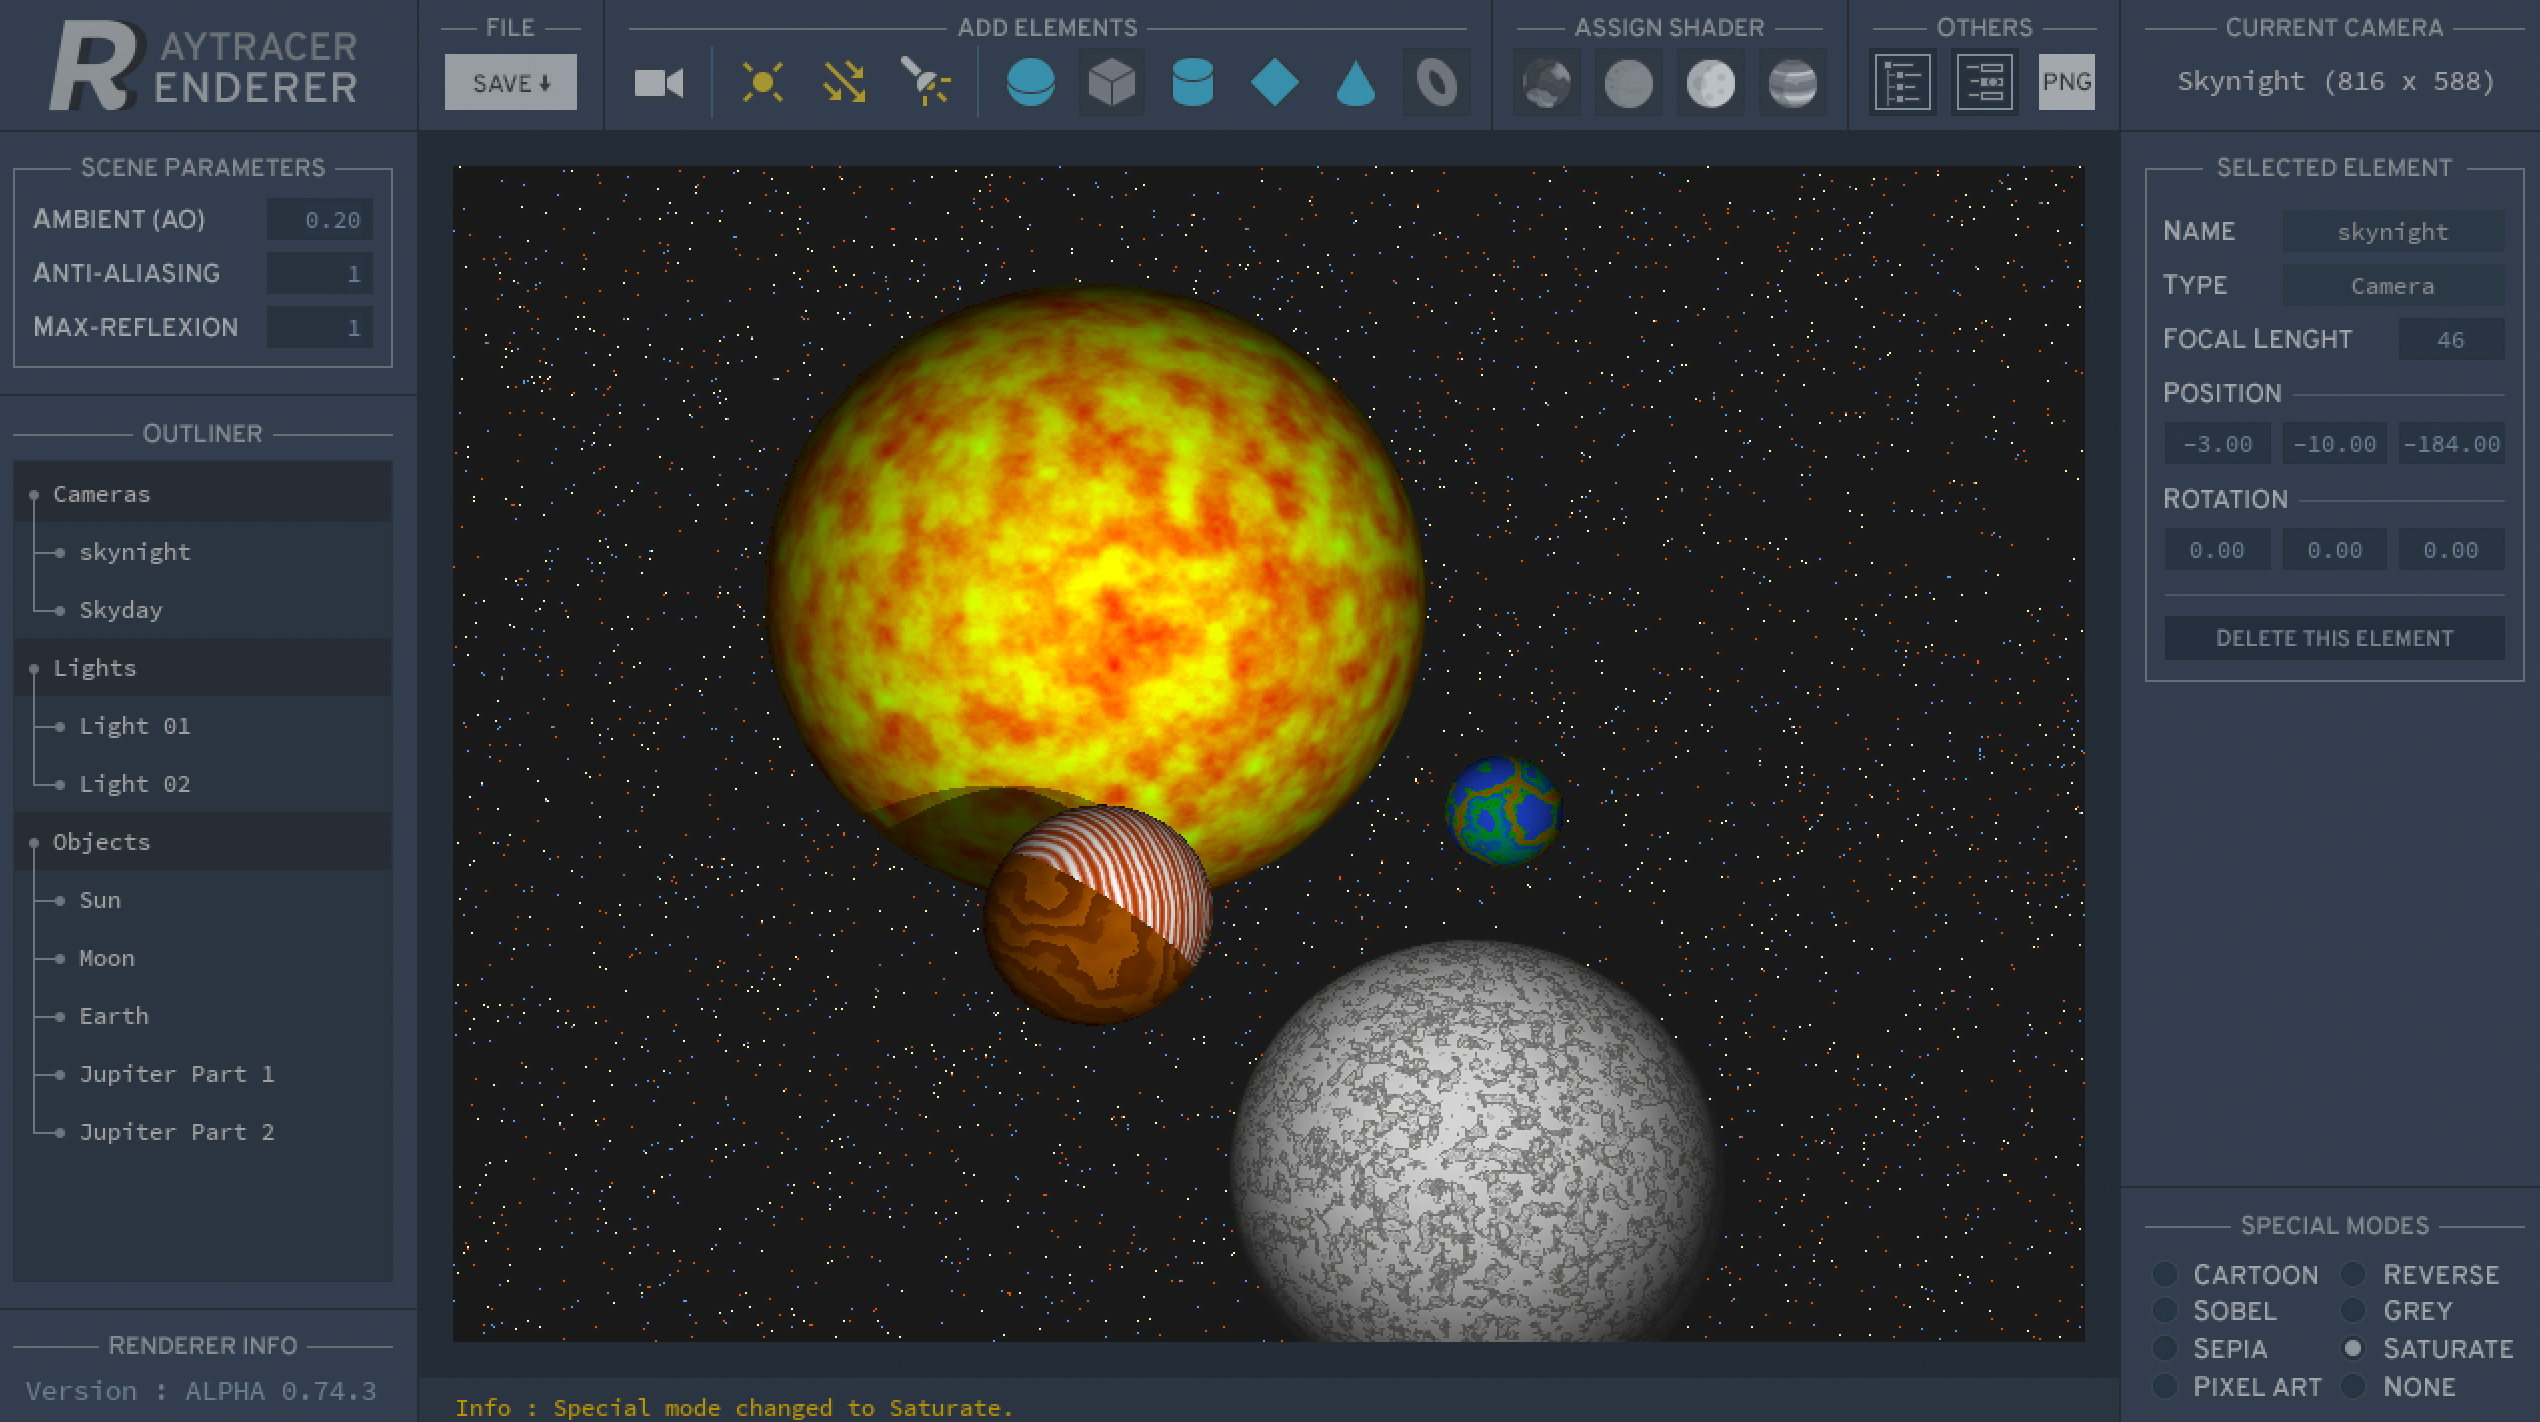 RAYTRACER
RENDERER
FILE
SAVE
ADD ELEMENTS
ASSIGN SHADER
OTHERS
PNG
CURRENT CAMERA
Skynight (816 x 588)
SCENE PARAMETERS
AMBIENT (AO) 0.20
ANTI-ALIASING 1
MAX-REFLEXION 1
OUTLINER
Cameras
skynight
Skyday
Lights
Light 01
Light 02
Objects
Sun
Moon
Earth
Jupiter Part 1
Jupiter Part 2
RENDERER INFO
Version : ALPHA 0.74.3
Info : Special mode changed to Saturate.
SELECTED ELEMENT
NAME skynight
TYPE Camera
FOCAL LENGHT 46
POSITION
-3.00 -10.00 -184.00
ROTATION
0.00 0.00 0.00
DELETE THIS ELEMENT
SPECIAL MODES
CARTOON REVERSE
SOBEL GREY
SEPIA SATURATE
PIXEL ART NONE